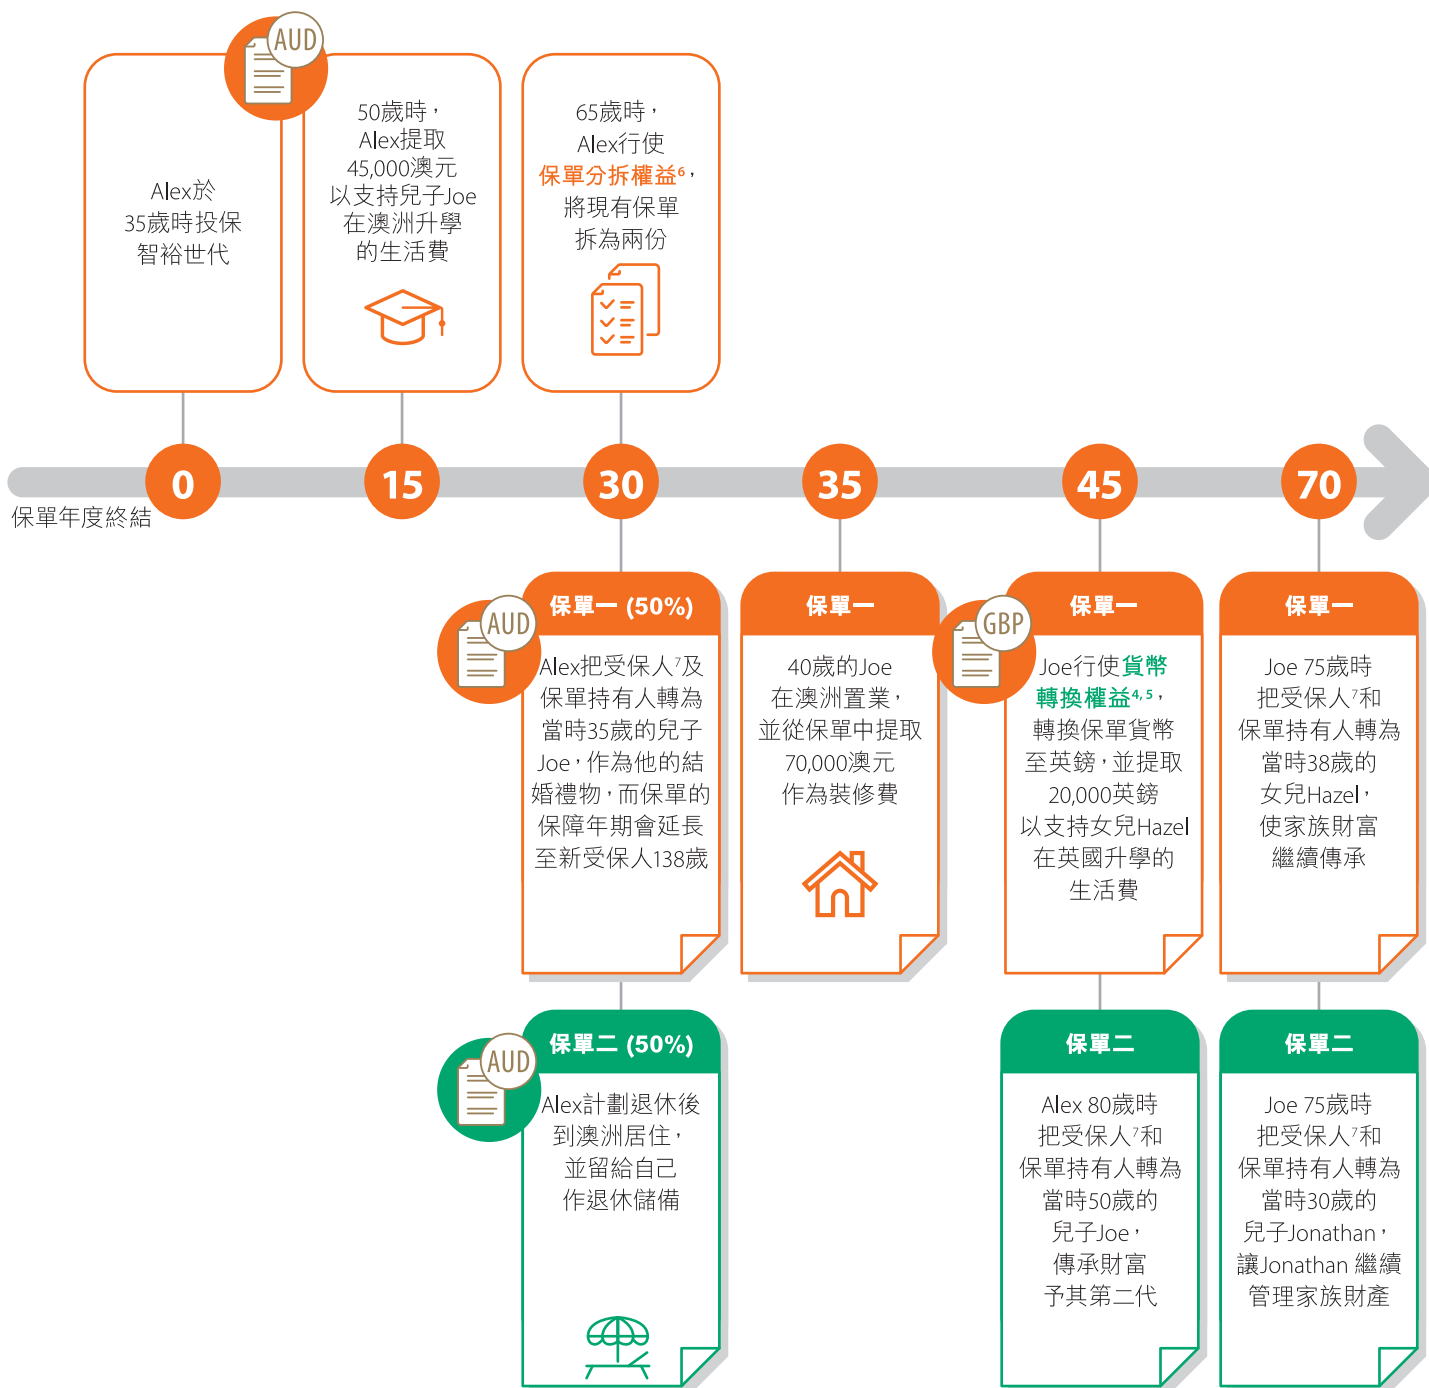 AUD
Alex於
35歲時投保
智裕世代
50歲時，
Alex提取
45,000澳元
以支持兒子Joe
在澳洲升學
的生活費
65歲時，
Alex行使
保單分拆權益6，
將現有保單
拆為兩份
0
15
30
35
45
70
保單年度終結
AUD
保單一 (50%)
Alex把受保人7及
保單持有人轉為
當時35歲的兒子
Joe，作為他的結
婚禮物，而保單的
保障年期會延長
至新受保人138歲
保單一
40歲的Joe
在澳洲置業，
並從保單中提取
70,000澳元
作為裝修費
GBP
保單一
Joe行使貨幣
轉換權益4, 5，
轉換保單貨幣
至英鎊，並提取
20,000英鎊
以支持女兒Hazel
在英國升學的
生活費
保單一
Joe 75歲時
把受保人7和
保單持有人轉為
當時38歲的
女兒Hazel，
使家族財富
繼續傳承
AUD
保單二 (50%)
Alex計劃退休後
到澳洲居住，
並留給自己
作退休儲備
保單二
Alex 80歲時
把受保人7和
保單持有人轉為
當時50歲的
兒子Joe，
傳承財富
予其第二代
保單二
Joe 75歲時
把受保人7和
保單持有人轉為
當時30歲的
兒子Jonathan，
讓Jonathan 繼續
管理家族財產